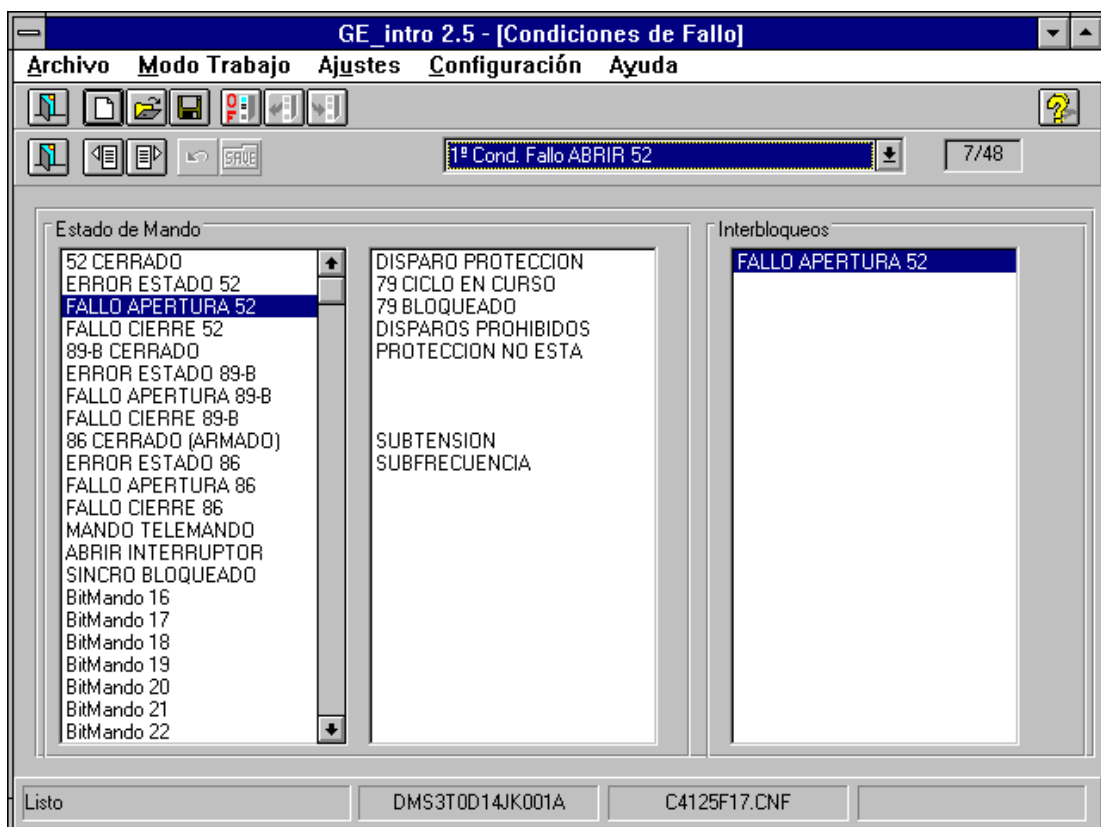 GE_intro 2.5 - [Condiciones de Fallo]
Archivo Modo Trabajo Ajustes Configuración Ayuda
O
F
SAVE
1ª Cond. Fallo ABRIR 52
7/48
Estado de Mando
52 CERRADO
ERROR ESTADO 52
FALLO APERTURA 52
FALLO CIERRE 52
89-B CERRADO
ERROR ESTADO 89-B
FALLO APERTURA 89-B
FALLO CIERRE 89-B
86 CERRADO (ARMADO)
ERROR ESTADO 86
FALLO APERTURA 86
FALLO CIERRE 86
MANDO TELEMANDO
ABRIR INTERRUPTOR
SINCRO BLOQUEADO
BitMando 16
BitMando 17
BitMando 18
BitMando 19
BitMando 20
BitMando 21
BitMando 22
DISPARO PROTECCION
79 CICLO EN CURSO
79 BLOQUEADO
DISPAROS PROHIBIDOS
PROTECCION NO ESTA
SUBTENSION
SUBFRECUENCIA
Interbloqueos
FALLO APERTURA 52
Listo
DMS3T0D14JK001A
C4125F17.CNF